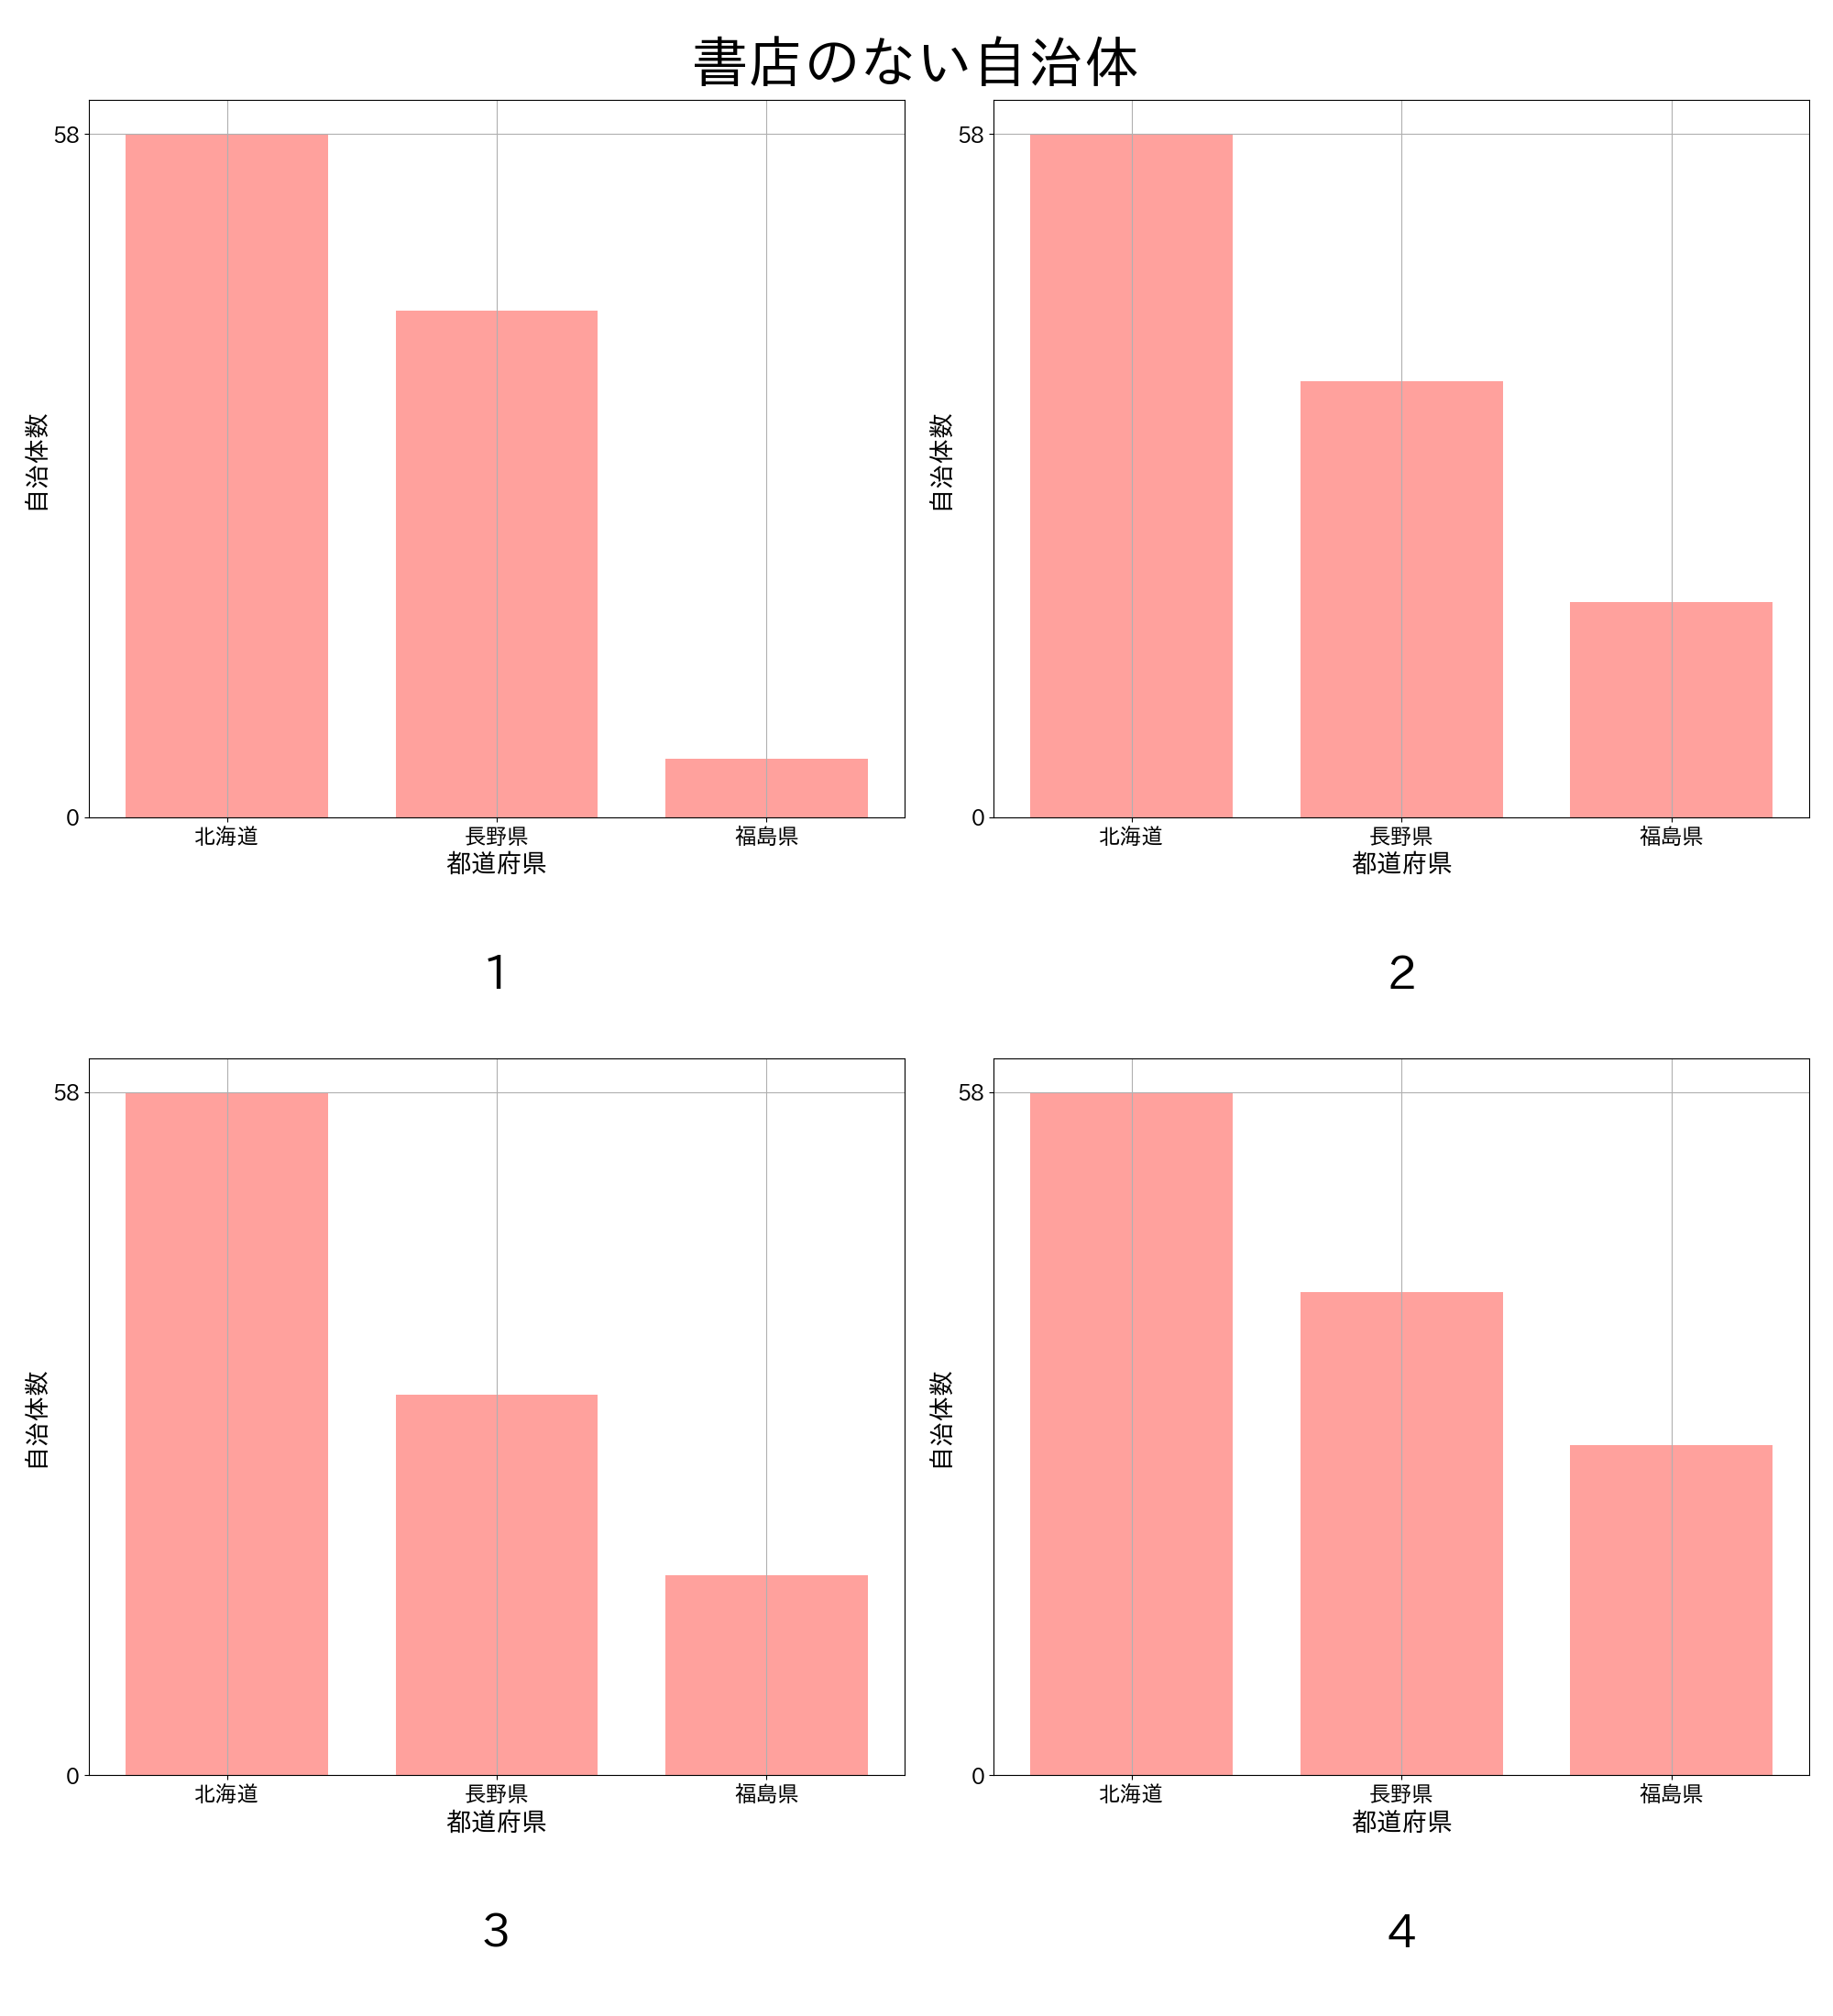 書店のない自治体
58
0
自治体数
北海道
長野県
福島県
都道府県
1
58
0
自治体数
北海道
長野県
福島県
都道府県
2
58
0
自治体数
北海道
長野県
福島県
都道府県
3
58
0
自治体数
北海道
長野県
福島県
都道府県
4